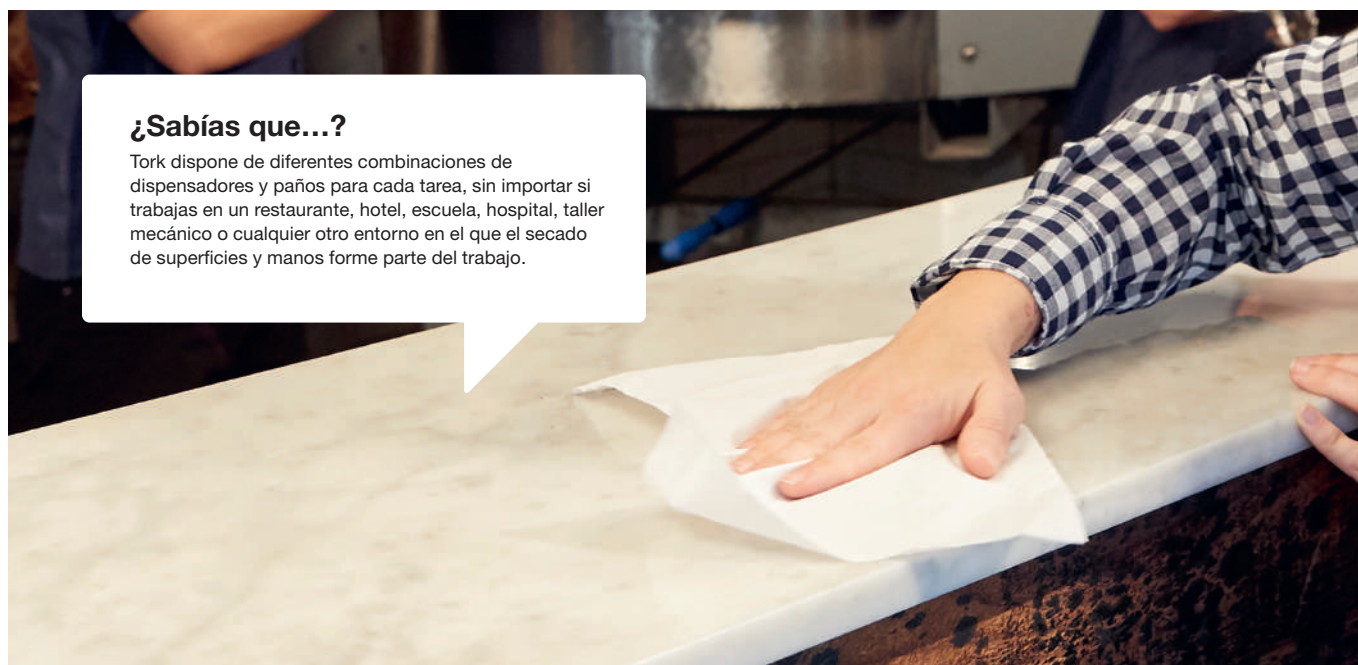 ¿Sabías que…?
Tork dispone de diferentes combinaciones de
dispensadores y paños para cada tarea, sin importar si
trabajas en un restaurante, hotel, escuela, hospital, taller
mecánico o cualquier otro entorno en el que el secado
de superficies y manos forme parte del trabajo.